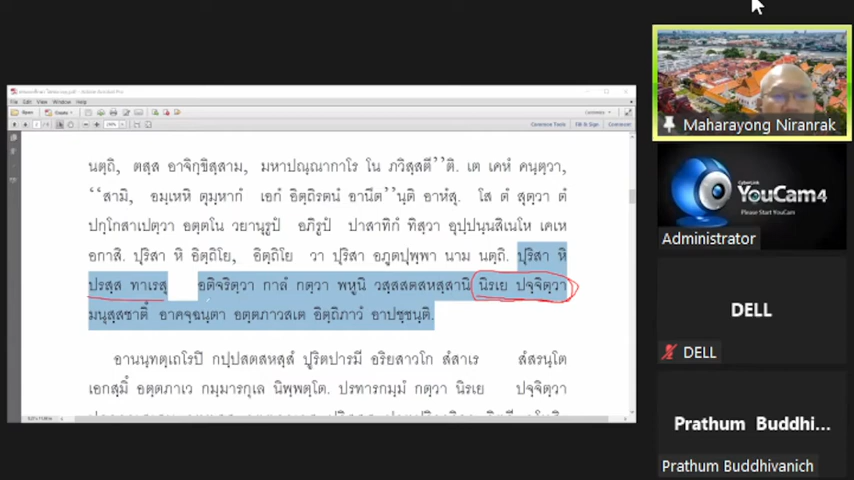 File Edit View Window Help
Open
Common Tools
Fill & Sign
Comment
นตฺถิ, ตสฺส อาจิกฺขิสฺสาม, มหาปณฺณากาโร โน ภวิสฺสตี’’ติ. เต เคหํ คนฺตฺวา,
‘‘สามิ, อมฺเหหิ ตุมฺหากํ เอกํ อิตฺถิรตนํ อานีต’’นฺติ อาหํสุ. โส ตํ สุตฺวา ตํ
ปกฺโกสาเปตฺวา อตฺตโน วยานุรูปํ อภิรูปํ ปาสาทิกํ ทิสฺวา อุปฺปนฺนสิเนโห เคเห
อกาสิ. ปุริสา หิ อิตฺถิโย, อิตฺถิโย วา ปุริสา อภูตปุพฺพา นาม นตฺถิ. ปุริสา หิ
ปรสฺส ทาเรสุ อติจริตฺวา กาลํ กตฺวา พหูนิ วสฺสสตสหสฺสานิ นิรเย ปจฺจิตฺวา
มนุสฺสชาตึ อาคจฺฉนฺตา อตฺตภาวสเต อิตฺถิภาวํ อาปชฺชนฺติ.
อานนฺทตฺเถโรปิ กปฺปสตสหสฺสํ ปูริตปารมี อริยสาวโก สํสาเร สํสรนฺโต
เอกสฺมึ อตฺตภาเว กมฺมารกุเล นิพฺพตฺโต. ปรทารกมฺมํ กตฺวา นิรเย ปจฺจิตฺวา
Maharayong Niranrak
CyberLink
YouCam4
Please Start YouCam
Administrator
DELL
DELL
Prathum Buddhi...
Prathum Buddhivanich